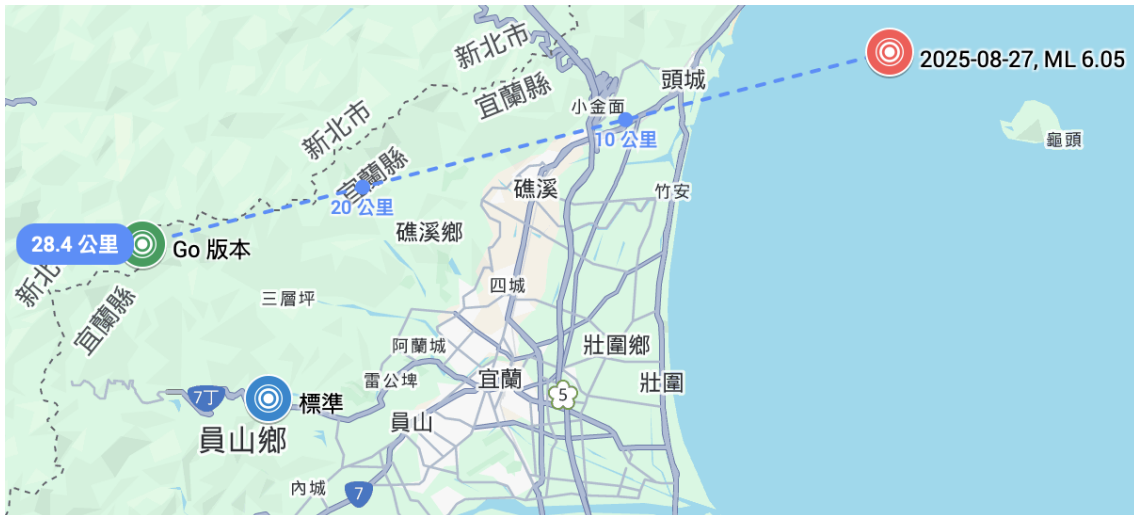 新北市
2025-08-27, ML 6.05
頭城
宜蘭縣
小金面
新北市
10 公里
龜頭
宜蘭縣
礁溪
竹安
20 公里
礁溪鄉
28.4 公里
Go 版本
新北
四城
三層坪
宜蘭縣
阿蘭城
壯圍鄉
雷公埤
宜蘭
壯圍
7丁
標準
5
員山
員山鄉
內城
7